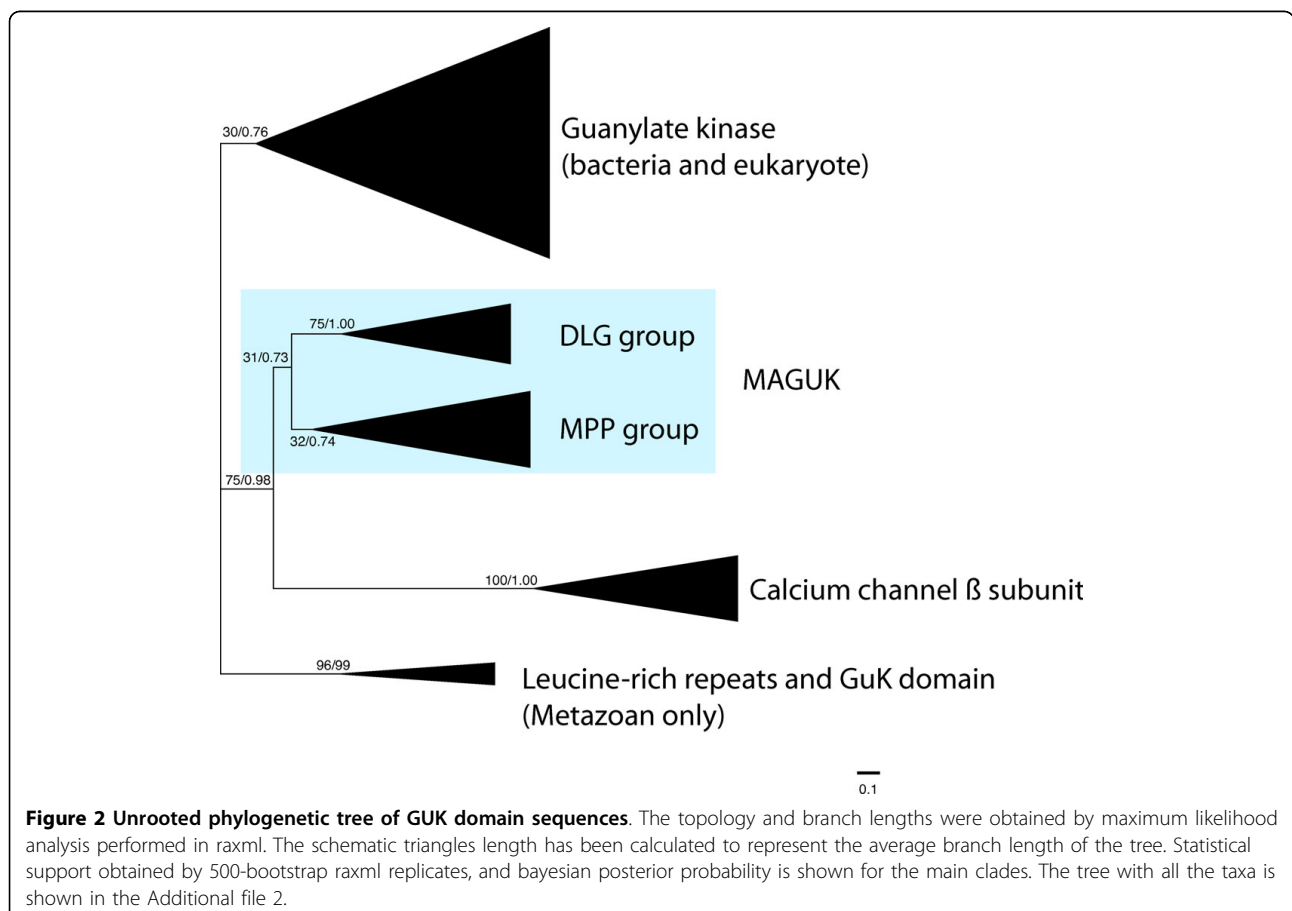 30/0.76
Guanylate kinase
(bacteria and eukaryote)
75/1.00
DLG group
31/0.73
MAGUK
MPP group
32/0.74
75/0.98
100/1.00
Calcium channel ß subunit
96/99
Leucine-rich repeats and GuK domain
(Metazoan only)
0.1
Figure 2 Unrooted phylogenetic tree of GUK domain sequences. The topology and branch lengths were obtained by maximum likelihood
analysis performed in raxml. The schematic triangles length has been calculated to represent the average branch length of the tree. Statistical
support obtained by 500-bootstrap raxml replicates, and bayesian posterior probability is shown for the main clades. The tree with all the taxa is
shown in the Additional file 2.